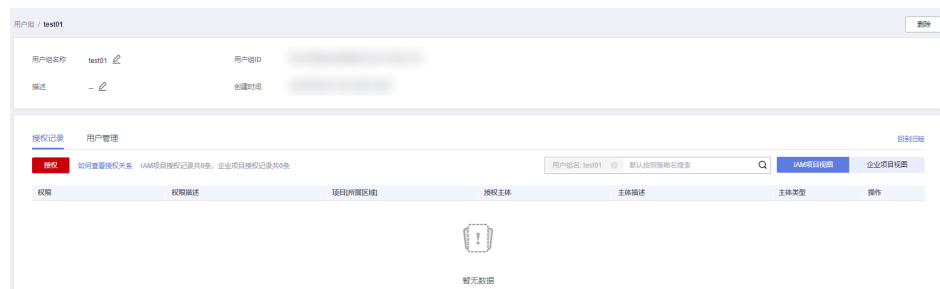 用户组 / test01
删除
用户组名称 test01 用户组ID
描述 -- 创建时间
授权记录 用户管理 回到旧版
授权 如何查看授权关系 IAM项目授权记录共0条，企业项目授权记录共0条 用户组名: test01 默认按照策略名搜索 IAM项目视图 企业项目视图
权限 权限描述 项目[所属区域] 授权主体 主体描述 主体类型 操作
暂无数据